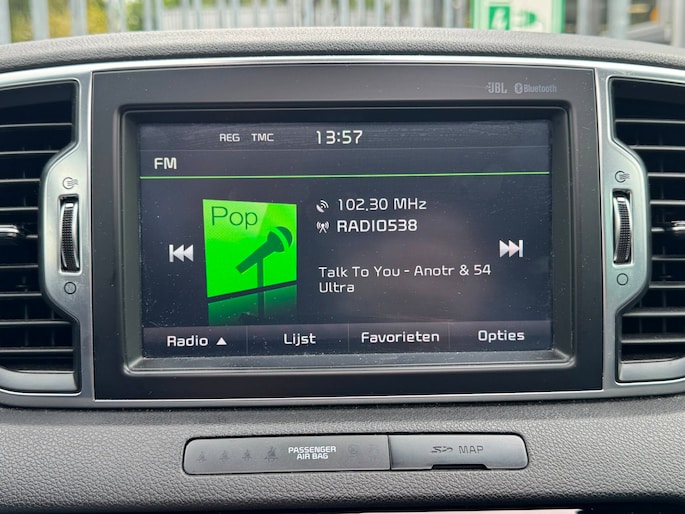 JBL Bluetooth
REG TMC 13:57
FM
Pop
102.30 MHz
RADIO538
Talk To You - Anotr & 54
Ultra
Radio ▲ Lijst Favorieten Opties
PASSENGER
AIR BAG
MAP